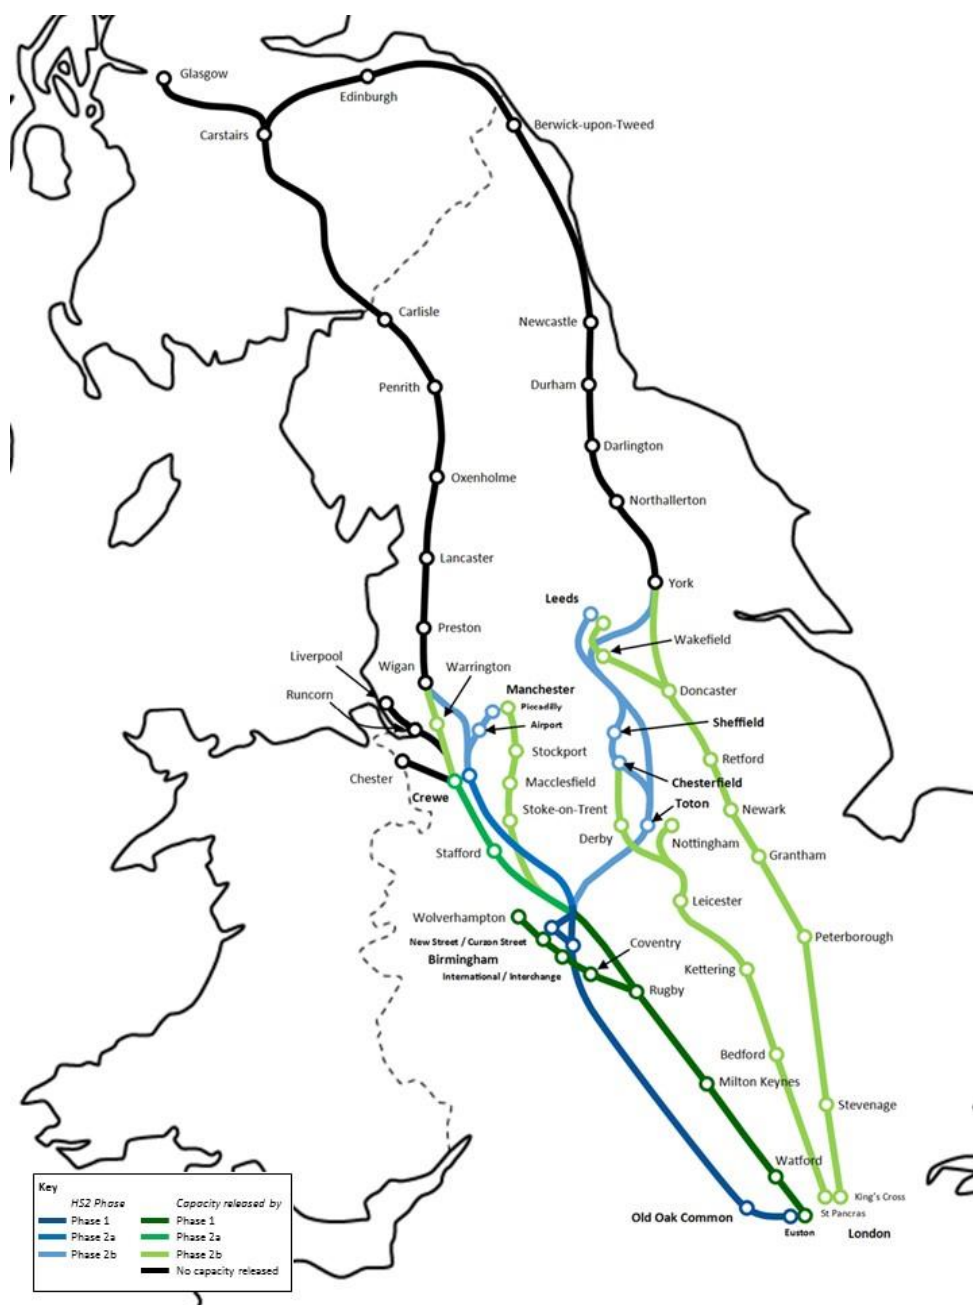 Glasgow
Edinburgh
Carstairs
Berwick-upon-Tweed
Carlisle
Newcastle
Penrith
Durham
Darlington
Oxenholme
Northallerton
Lancaster
York
Leeds
Preston
Wakefield
Liverpool
Wigan
Warrington
Runcorn
Manchester
Piccadilly
Doncaster
Airport
Sheffield
Stockport
Retford
Chester
Macclesfield
Chesterfield
Crewe
Stoke-on-Trent
Toton
Newark
Derby
Nottingham
Stafford
Grantham
Leicester
Wolverhampton
New Street / Curzon Street
Coventry
Peterborough
Birmingham
International / Interchange
Kettering
Rugby
Bedford
Milton Keynes
Stevenage
Watford
King's Cross
St Pancras
Old Oak Common
Euston
London
Key
HS2 Phase
Capacity released by
Phase 1
Phase 1
Phase 2a
Phase 2a
Phase 2b
Phase 2b
No capacity released